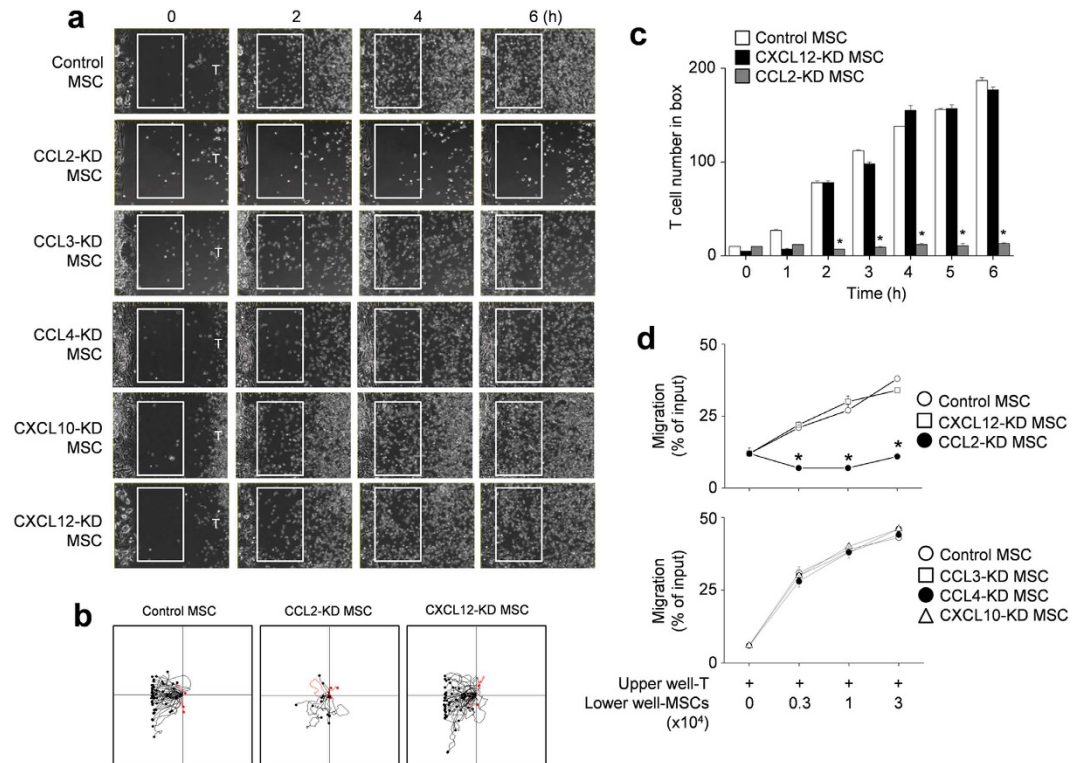 a
0 2 4 6 (h)
Control
MSC
T
CCL2-KD
MSC
T
CCL3-KD
MSC
T
CCL4-KD
MSC
T
CXCL10-KD
MSC
T
CXCL12-KD
MSC
T
b
Control MSC CCL2-KD MSC CXCL12-KD MSC
c
Control MSC
CXCL12-KD MSC
CCL2-KD MSC
200
100
0
T cell number in box
* * * * *
0 1 2 3 4 5 6
Time (h)
d
50
25
0
Migration
(% of input)
* * *
Control MSC
CXCL12-KD MSC
CCL2-KD MSC
50
25
0
Migration
(% of input)
Control MSC
CCL3-KD MSC
CCL4-KD MSC
CXCL10-KD MSC
Upper well-T + + + +
Lower well-MSCs 0 0.3 1 3
(x10⁴)